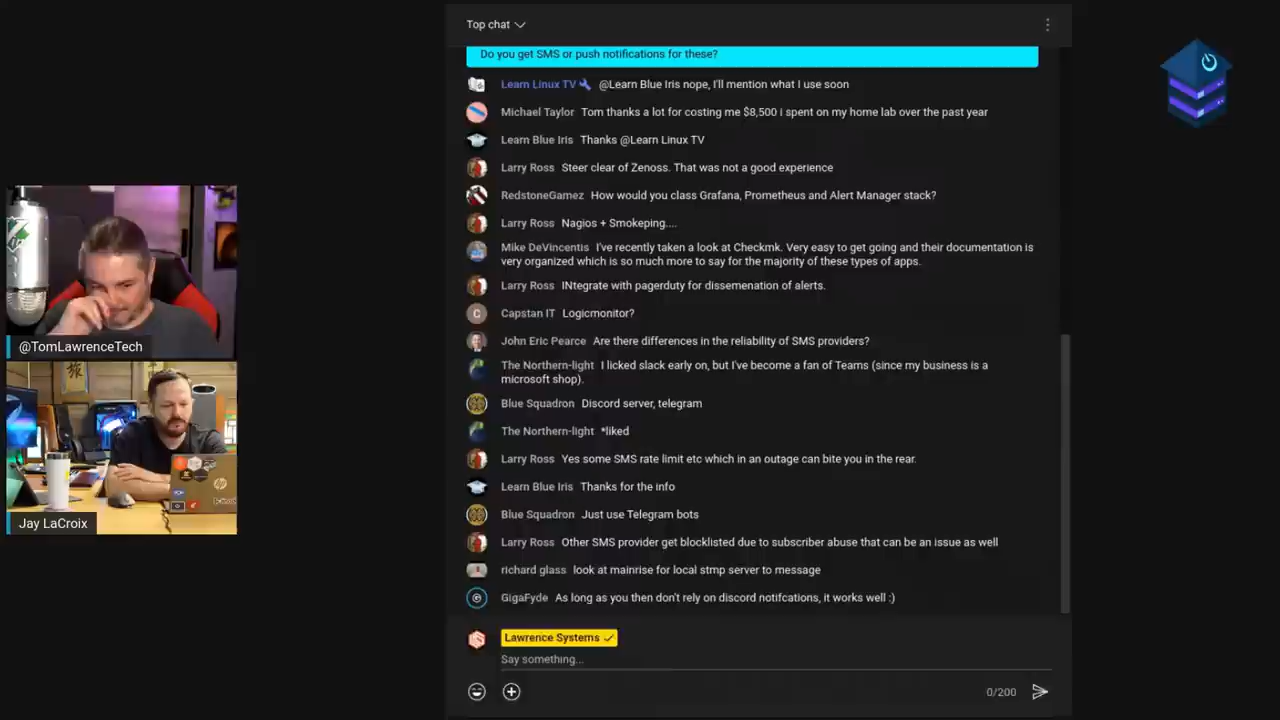 Top chat
Do you get SMS or push notifications for these?
Learn Linux TV @Learn Blue Iris nope, I'll mention what I use soon
Michael Taylor Tom thanks a lot for costing me $8,500 i spent on my home lab over the past year
Learn Blue Iris Thanks @Learn Linux TV
Larry Ross Steer clear of Zenoss. That was not a good experience
RedstoneGamez How would you class Grafana, Prometheus and Alert Manager stack?
Larry Ross Nagios + Smokeping....
Mike DeVincentis I've recently taken a look at Checkmk. Very easy to get going and their documentation is
very organized which is so much more to say for the majority of these types of apps.
Larry Ross INtegrate with pagerduty for dissemenation of alerts.
C Capstan IT Logicmonitor?
John Eric Pearce Are there differences in the reliability of SMS providers?
The Northern-light I licked slack early on, but I've become a fan of Teams (since my business is a
microsoft shop).
Blue Squadron Discord server, telegram
The Northern-light *liked
Larry Ross Yes some SMS rate limit etc which in an outage can bite you in the rear.
Learn Blue Iris Thanks for the info
Blue Squadron Just use Telegram bots
Larry Ross Other SMS provider get blocklisted due to subscriber abuse that can be an issue as well
richard glass look at mainrise for local stmp server to message
G GigaFyde As long as you then don't rely on discord notifcations, it works well :)
Lawrence Systems
Say something...
0/200
@TomLawrenceTech
hp
Jay LaCroix